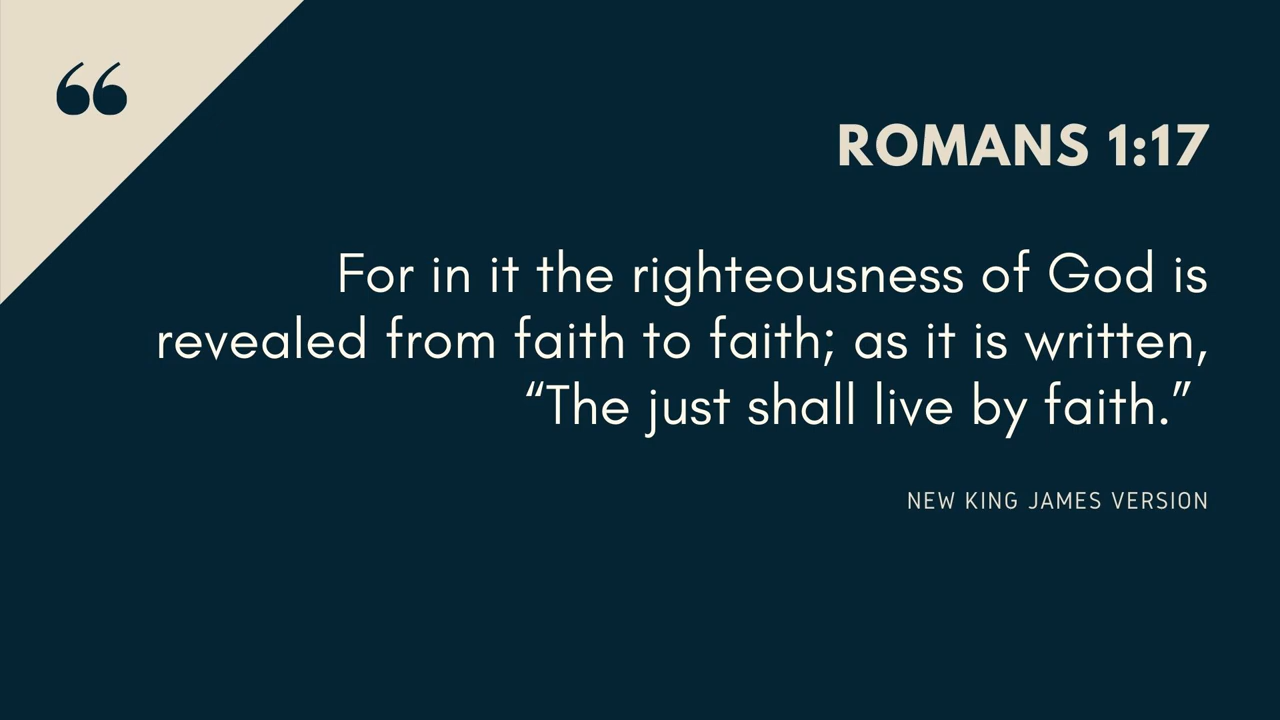 “
ROMANS 1:17
For in it the righteousness of God is
revealed from faith to faith; as it is written,
“The just shall live by faith.”
NEW KING JAMES VERSION